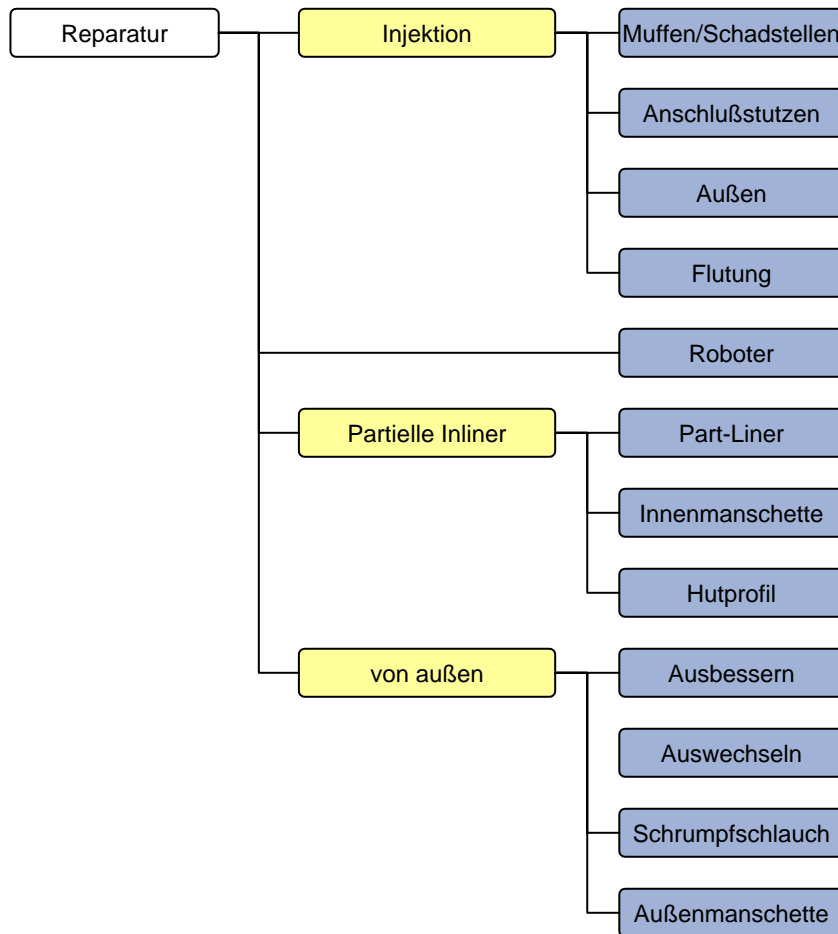 Reparatur
Injektion
Muffen/Schadstellen
Anschlußstutzen
Außen
Flutung
Roboter
Partielle Inliner
Part-Liner
Innenmanschette
Hutprofil
von außen
Ausbessern
Auswechseln
Schrumpfschlauch
Außenmanschette